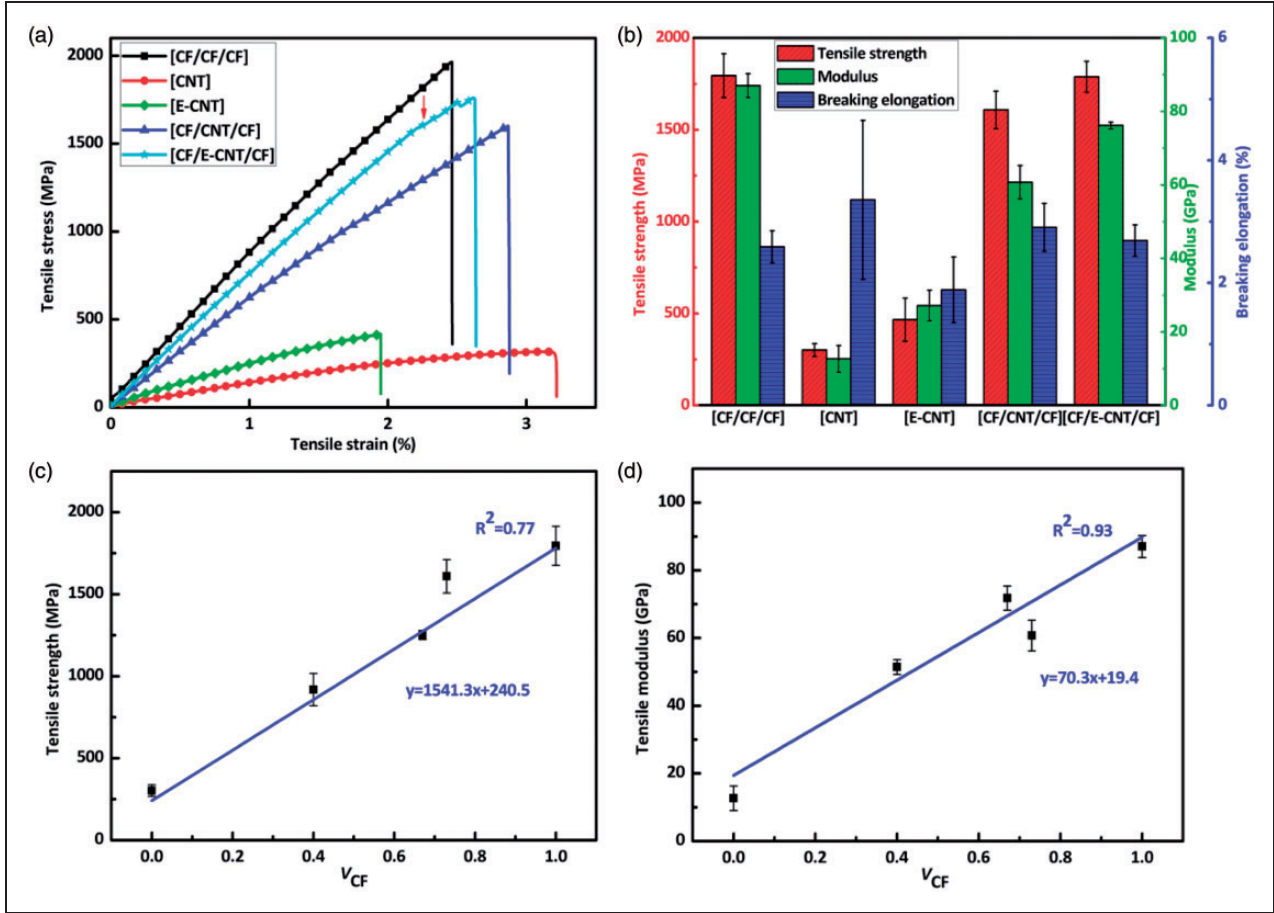 (a)
[CF/CF/CF]
[CNT]
[E-CNT]
[CF/CNT/CF]
[CF/E-CNT/CF]
Tensile stress (MPa)
2000
1500
1000
500
0
0 1 2 3
Tensile strain (%)
(b)
Tensile strength
Modulus
Breaking elongation
Tensile strength (MPa)
2000
1500
1000
500
0
Modulus (GPa)
100
80
60
40
20
0
Breaking elongation (%)
6
4
2
0
[CF/CF/CF] [CNT] [E-CNT] [CF/CNT/CF][CF/E-CNT/CF]
(c)
R2=0.77
y=1541.3x+240.5
Tensile strength (MPa)
2000
1500
1000
500
0
0.0 0.2 0.4 0.6 0.8 1.0
VCF
(d)
R2=0.93
y=70.3x+19.4
Tensile modulus (GPa)
100
80
60
40
20
0
0.0 0.2 0.4 0.6 0.8 1.0
VCF